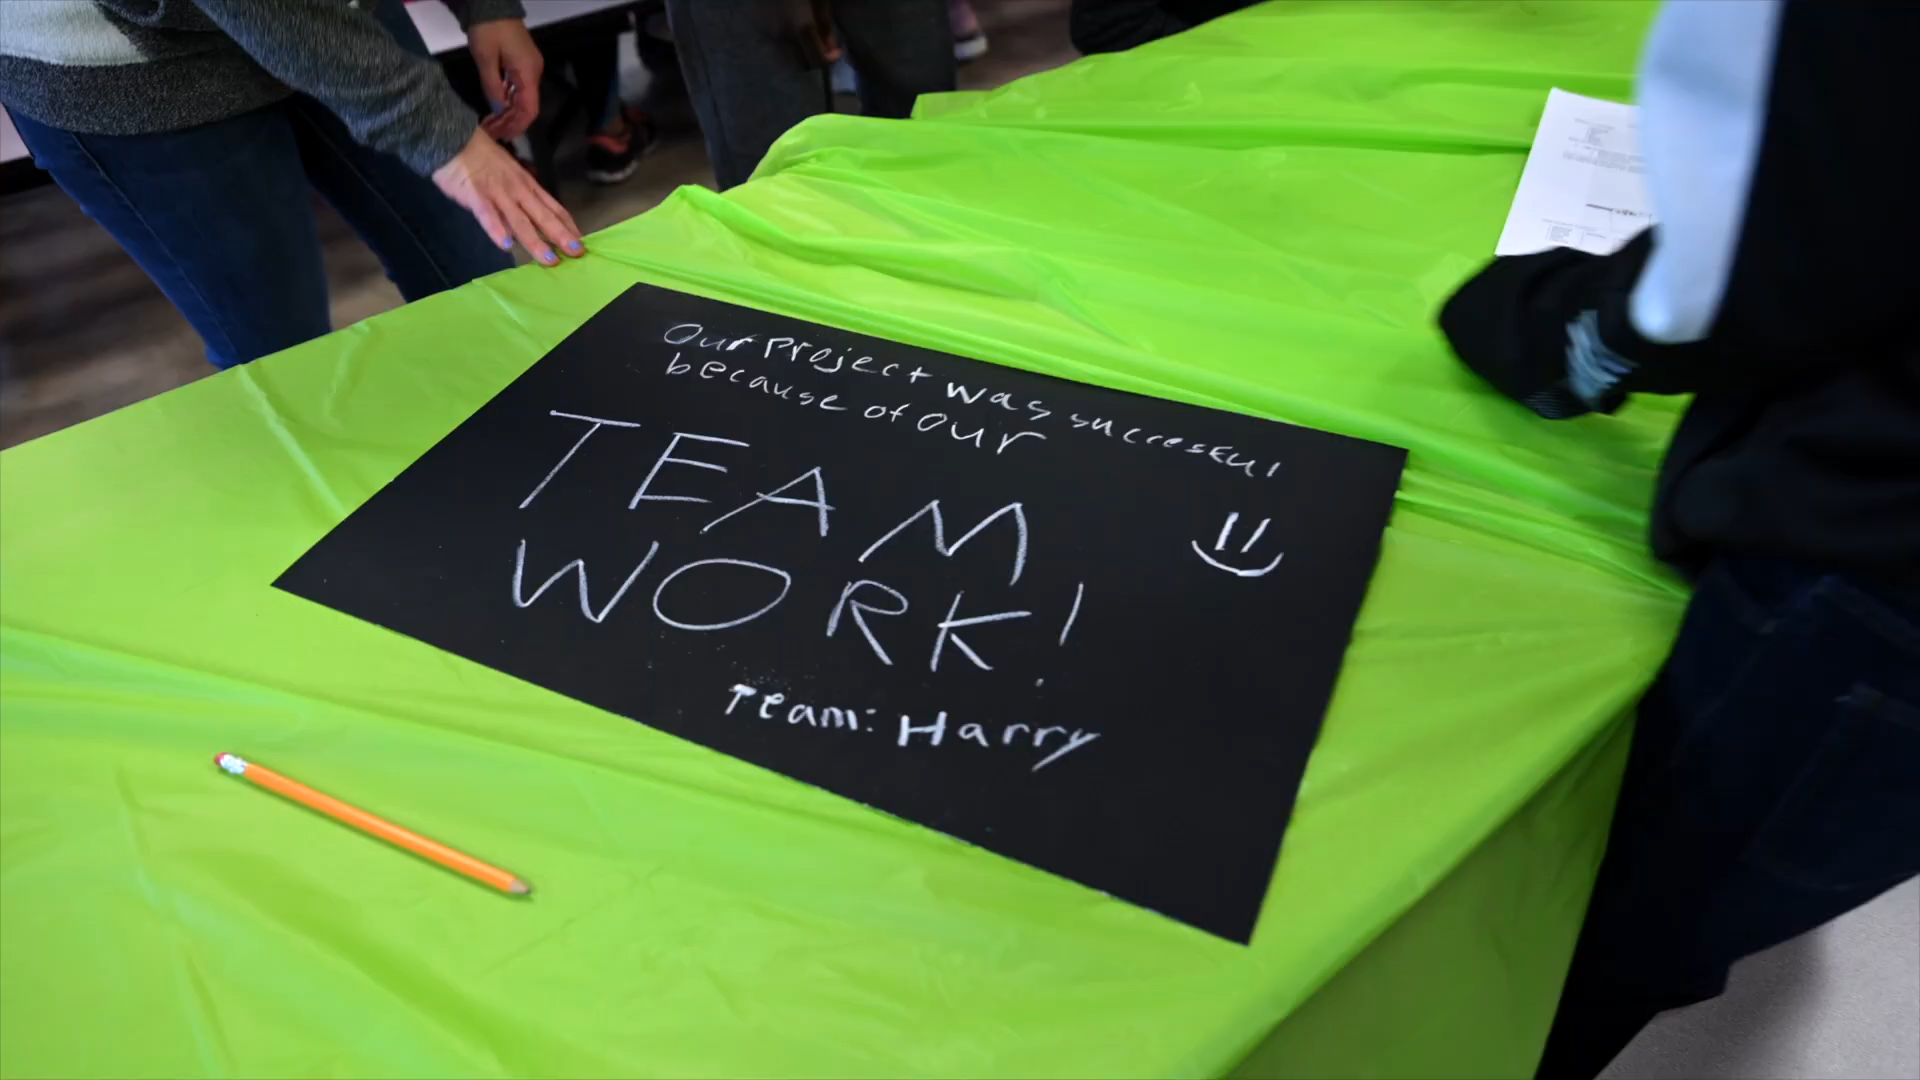 Our Project was successful
because of our
TEAM
WORK!
Team: Harry